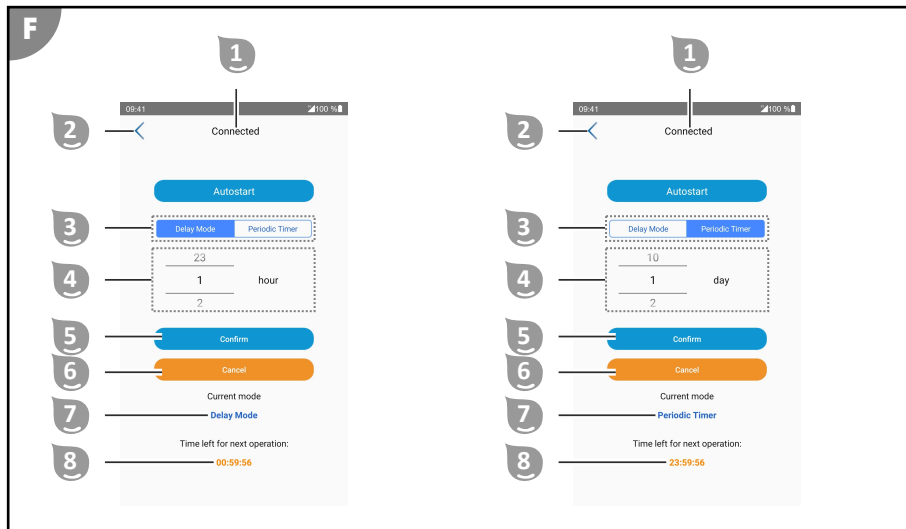 F
1
09:41 100 %
2 Connected
Autostart
3 Delay Mode Periodic Timer
23
4 1 hour
2
5 Confirm
6 Cancel
Current mode
7 Delay Mode
Time left for next operation:
8 00:59:56
1
09:41 100 %
2 Connected
Autostart
3 Delay Mode Periodic Timer
10
4 1 day
2
5 Confirm
6 Cancel
Current mode
7 Periodic Timer
Time left for next operation:
8 23:59:56